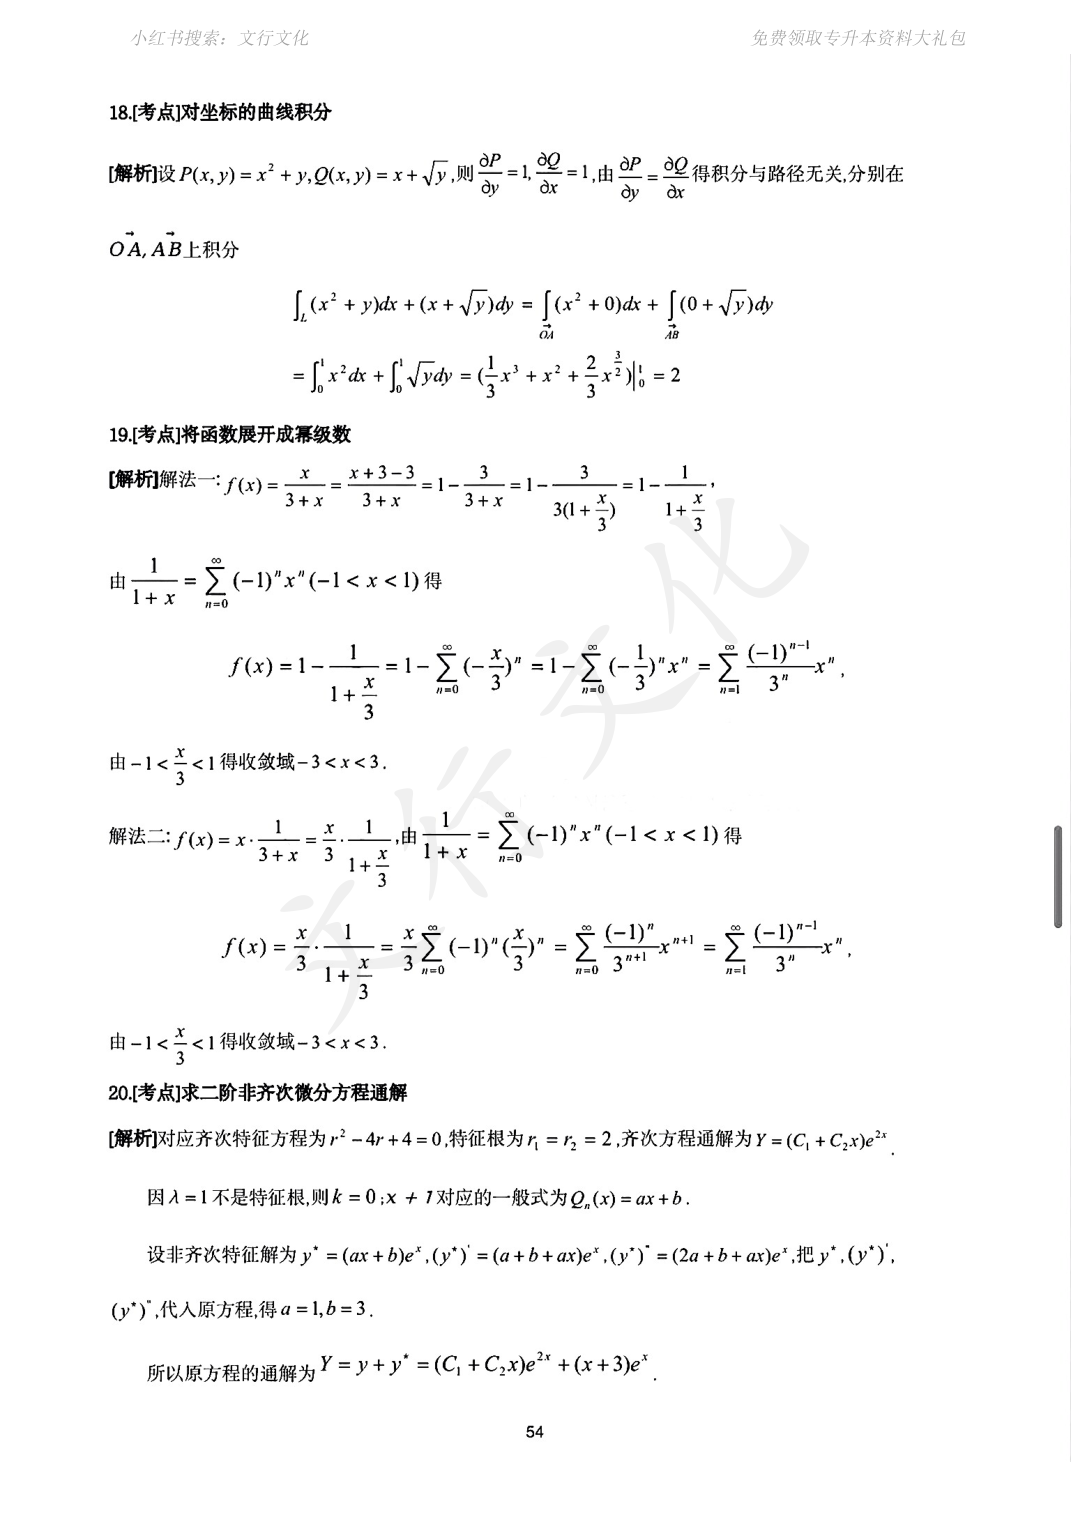 小红书搜索：文行文化 免费领取专升本资料大礼包
18.[考点]对坐标的曲线积分
[解析]设 P(x, y) = x² + y, Q(x, y) = x + √y ,则 ∂P/∂y = 1, ∂Q/∂x = 1 ,由 ∂P/∂y = ∂Q/∂x 得积分与路径无关,分别在
O→A, A→B 上积分
∫_L (x² + y)dx + (x + √y)dy = ∫_{O→A} (x² + 0)dx + ∫_{A→B} (0 + √y)dy
= ∫₀¹ x²dx + ∫₀¹ √y dy = (1/3 x³ + x² + 2/3 x^{3/2})|₀¹ = 2
19.[考点]将函数展开成幂级数
[解析]解法一: f(x) = x/(3 + x) = (x + 3 − 3)/(3 + x) = 1 − 3/(3 + x) = 1 − 3/(3(1 + x/3)) = 1 − 1/(1 + x/3) ,
由 1/(1 + x) = ∑_{n=0}^{∞} (−1)ⁿxⁿ (−1 < x < 1) 得
f(x) = 1 − 1/(1 + x/3) = 1 − ∑_{n=0}^{∞} (−x/3)ⁿ = 1 − ∑_{n=0}^{∞} (−1/3)ⁿxⁿ = ∑_{n=1}^{∞} (−1)^{n−1}/3ⁿ xⁿ ,
由 −1 < x/3 < 1 得收敛域 −3 < x < 3 .
解法二: f(x) = x · 1/(3 + x) = x/3 · 1/(1 + x/3) ,由 1/(1 + x) = ∑_{n=0}^{∞} (−1)ⁿxⁿ (−1 < x < 1) 得
f(x) = x/3 · 1/(1 + x/3) = x/3 ∑_{n=0}^{∞} (−1)ⁿ(x/3)ⁿ = ∑_{n=0}^{∞} (−1)ⁿ/3^{n+1} x^{n+1} = ∑_{n=1}^{∞} (−1)^{n−1}/3ⁿ xⁿ ,
由 −1 < x/3 < 1 得收敛域 −3 < x < 3 .
20.[考点]求二阶非齐次微分方程通解
[解析]对应齐次特征方程为 r² − 4r + 4 = 0 ,特征根为 r₁ = r₂ = 2 ,齐次方程通解为 Y = (C₁ + C₂x)e^{2x} .
因 λ = 1 不是特征根,则 k = 0 ; x + 1 对应的一般式为 Qₙ(x) = ax + b .
设非齐次特征解为 y* = (ax + b)eˣ , (y*)' = (a + b + ax)eˣ , (y*)" = (2a + b + ax)eˣ ,把 y* , (y*)' ,
(y*)" ,代入原方程,得 a = 1, b = 3 .
所以原方程的通解为 Y = y + y* = (C₁ + C₂x)e^{2x} + (x + 3)eˣ .
54
文行文化